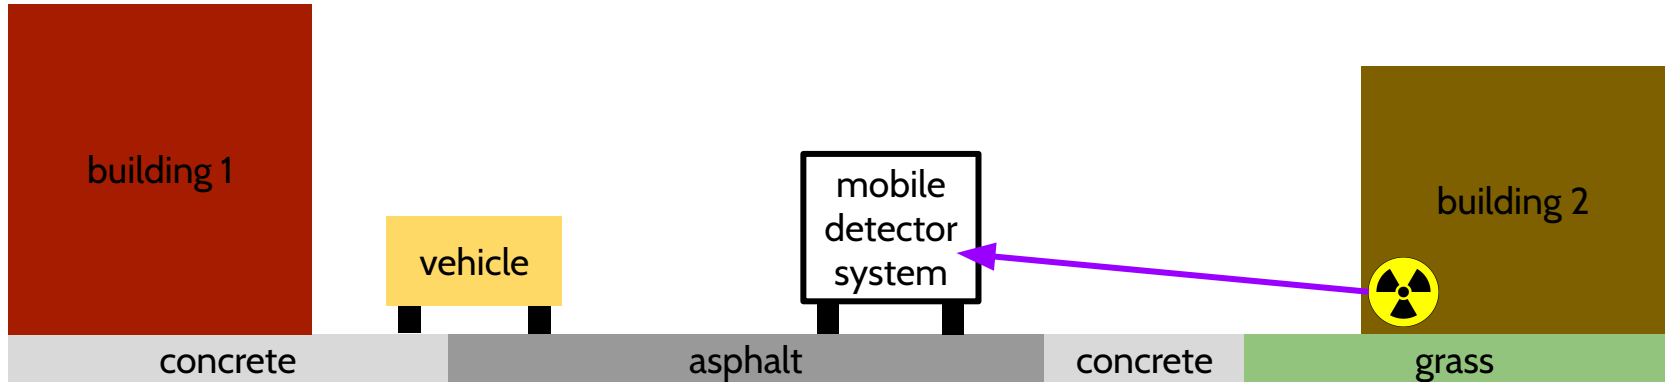 building 1
vehicle
mobile
detector
system
building 2
concrete
asphalt
concrete
grass